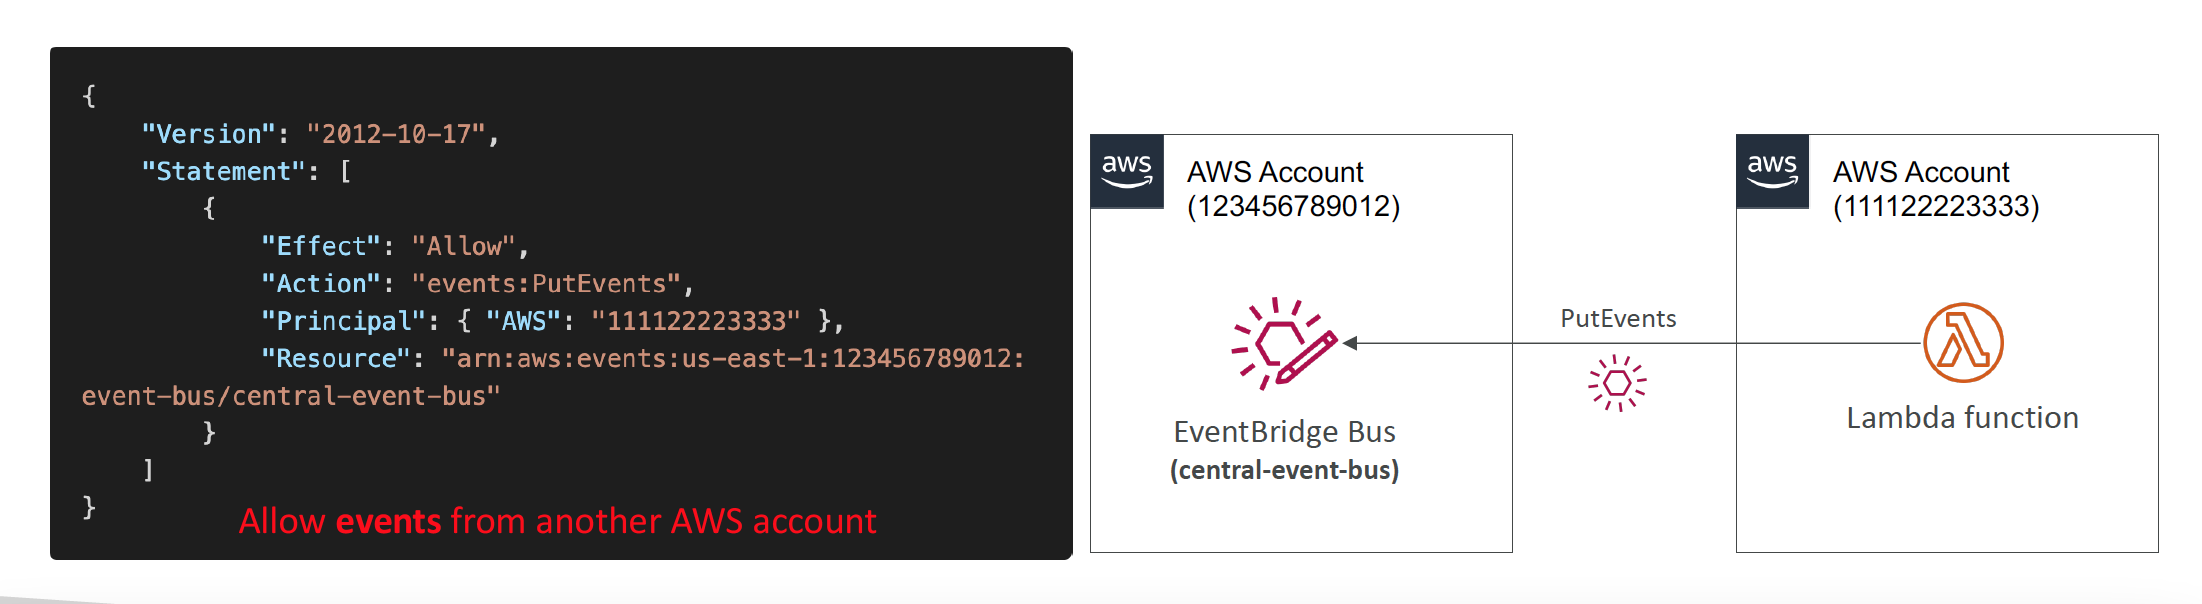 {
    "Version": "2012-10-17",
    "Statement": [
        {
            "Effect": "Allow",
            "Action": "events:PutEvents",
            "Principal": { "AWS": "111122223333" },
            "Resource": "arn:aws:events:us-east-1:123456789012:
event-bus/central-event-bus"
        }
    ]
}
Allow events from another AWS account
aws
AWS Account
(123456789012)
EventBridge Bus
(central-event-bus)
PutEvents
aws
AWS Account
(111122223333)
Lambda function